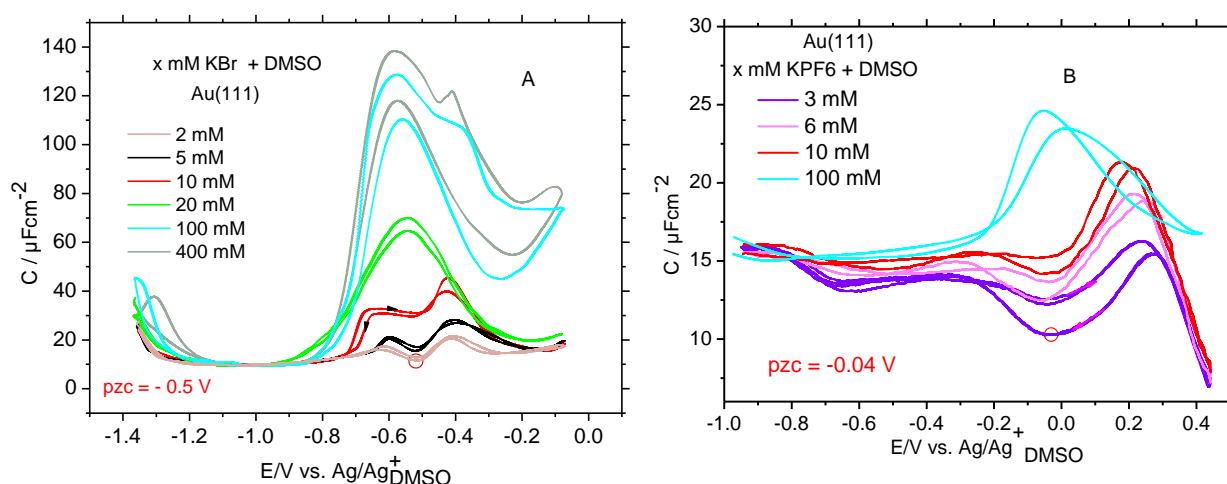 x mM KBr + DMSO
A
Au(111)
2 mM
5 mM
10 mM
20 mM
100 mM
400 mM
pzc = - 0.5 V
C / µFcm-2
140
120
100
80
60
40
20
0
-1.4 -1.2 -1.0 -0.8 -0.6 -0.4 -0.2 0.0
E/V vs. Ag/Ag+DMSO
Au(111)
x mM KPF6 + DMSO
B
3 mM
6 mM
10 mM
100 mM
pzc = -0.04 V
C / µFcm-2
30
25
20
15
10
-1.0 -0.8 -0.6 -0.4 -0.2 0.0 0.2 0.4
E/V vs. Ag/Ag+DMSO